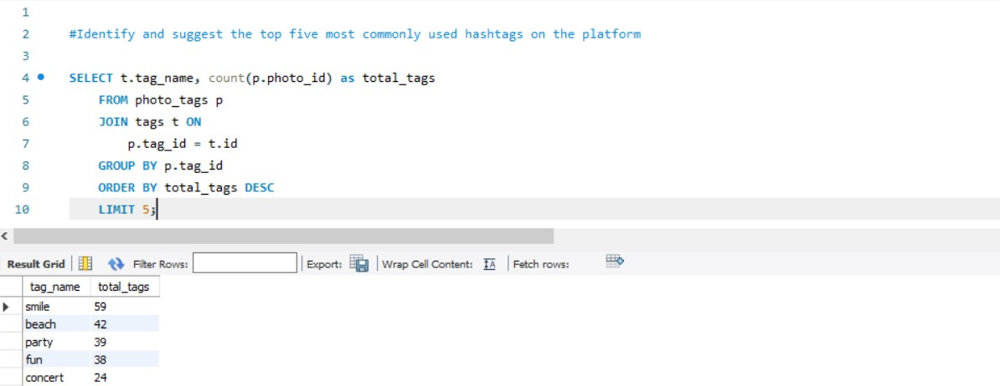 1
2 #Identify and suggest the top five most commonly used hashtags on the platform
3
4 SELECT t.tag_name, count(p.photo_id) as total_tags
5 FROM photo_tags p
6 JOIN tags t ON
7 p.tag_id = t.id
8 GROUP BY p.tag_id
9 ORDER BY total_tags DESC
10 LIMIT 5;
Result Grid Filter Rows: Export: Wrap Cell Content: Fetch rows:
tag_name total_tags
smile 59
beach 42
party 39
fun 38
concert 24